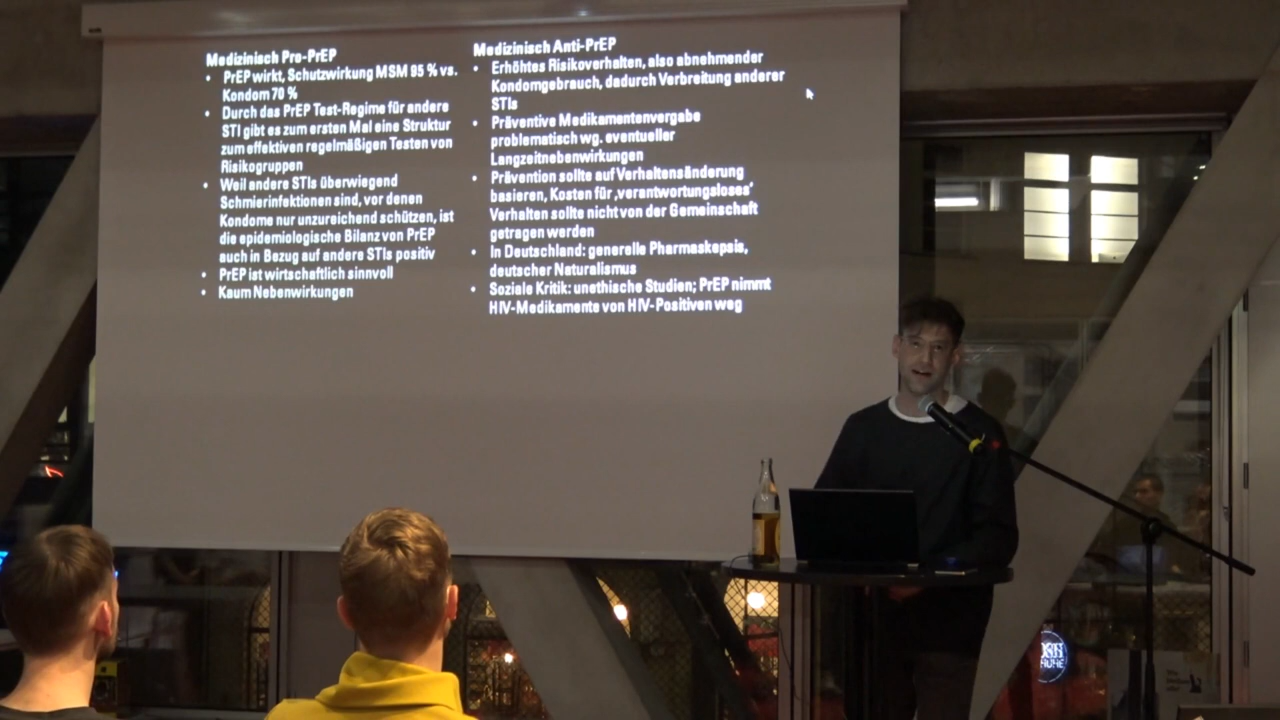 Medizinisch Pro-PrEP
• PrEP wirkt, Schutzwirkung MSM 95 % vs.
Kondom 70 %
• Durch das PrEP Test-Regime für andere
STI gibt es zum ersten Mal eine Struktur
zum effektiven regelmäßigen Testen von
Risikogruppen
• Weil andere STIs überwiegend
Schmierinfektionen sind, vor denen
Kondome nur unzureichend schützen, ist
die epidemiologische Bilanz von PrEP
auch in Bezug auf andere STIs positiv
• PrEP ist wirtschaftlich sinnvoll
• Kaum Nebenwirkungen
Medizinisch Anti-PrEP
• Erhöhtes Risikoverhalten, also abnehmender
Kondomgebrauch, dadurch Verbreitung anderer
STIs
• Präventive Medikamentenvergabe
problematisch wg. eventueller
Langzeitnebenwirkungen
• Prävention sollte auf Verhaltensänderung
basieren, Kosten für ‚verantwortungsloses'
Verhalten sollte nicht von der Gemeinschaft
getragen werden
• In Deutschland: generelle Pharmaskepsis,
deutscher Naturalismus
• Soziale Kritik: unethische Studien; PrEP nimmt
HIV-Medikamente von HIV-Positiven weg